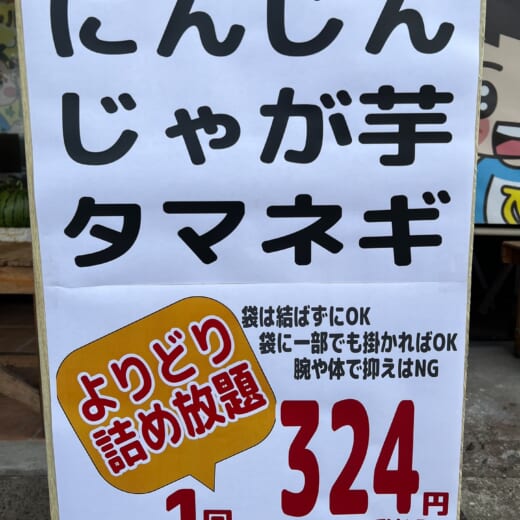 にんじん
じゃが芋
タマネギ
袋は結ばずにOK
袋に一部でも掛かればOK
腕や体で抑えはNG
よりどり
詰め放題
1回
324円